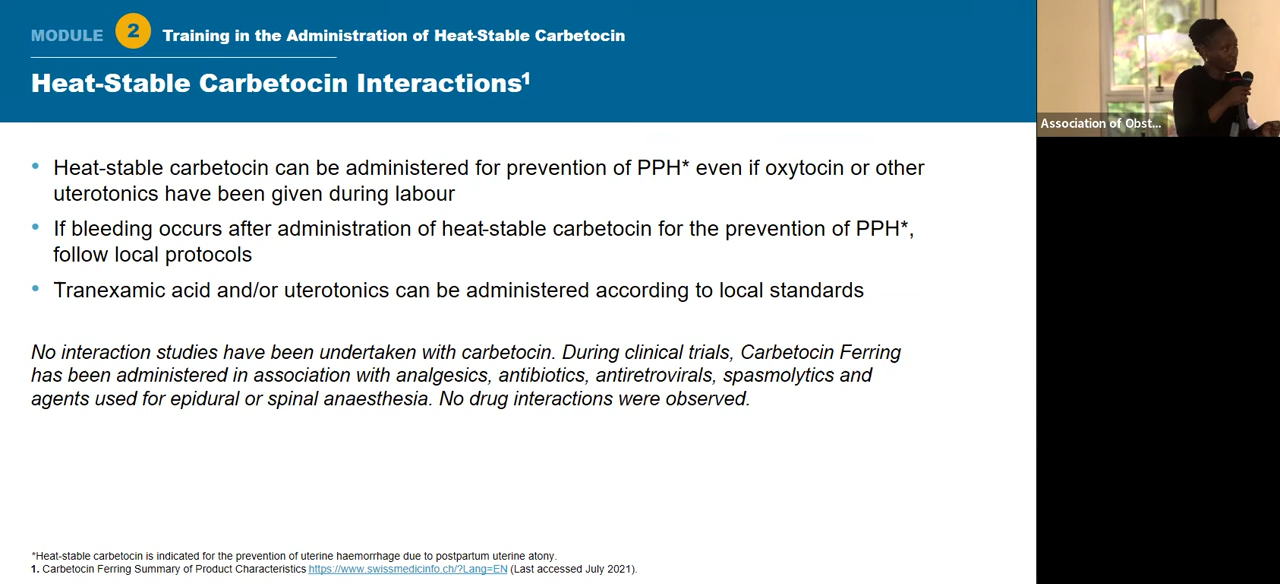 MODULE 2 Training in the Administration of Heat-Stable Carbetocin
Heat-Stable Carbetocin Interactions¹
Association of Obst...
• Heat-stable carbetocin can be administered for prevention of PPH* even if oxytocin or other
uterotonics have been given during labour
• If bleeding occurs after administration of heat-stable carbetocin for the prevention of PPH*,
follow local protocols
• Tranexamic acid and/or uterotonics can be administered according to local standards
No interaction studies have been undertaken with carbetocin. During clinical trials, Carbetocin Ferring
has been administered in association with analgesics, antibiotics, antiretrovirals, spasmolytics and
agents used for epidural or spinal anaesthesia. No drug interactions were observed.
*Heat-stable carbetocin is indicated for the prevention of uterine haemorrhage due to postpartum uterine atony.
1. Carbetocin Ferring Summary of Product Characteristics https://www.swissmedicinfo.ch/?Lang=EN (Last accessed July 2021).